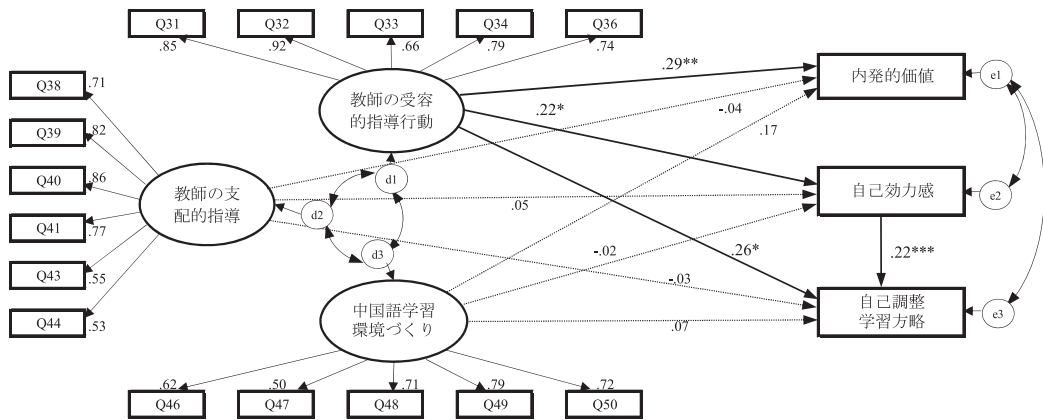 Q31
Q32
Q33
Q34
Q36
.85
.92
.66
.79
.74
Q38
.71
Q39
.82
Q40
.86
Q41
.77
Q43
.55
Q44
.53
教師の受容
的指導行動
教師の支
配的指導
中国語学習
環境づくり
d1
d2
d3
.29**
.22*
-.04
.17
.05
-.02
.26*
-.03
.07
内発的価値
e1
自己効力感
e2
.22***
自己調整
学習方略
e3
.62
.50
.71
.79
.72
Q46
Q47
Q48
Q49
Q50